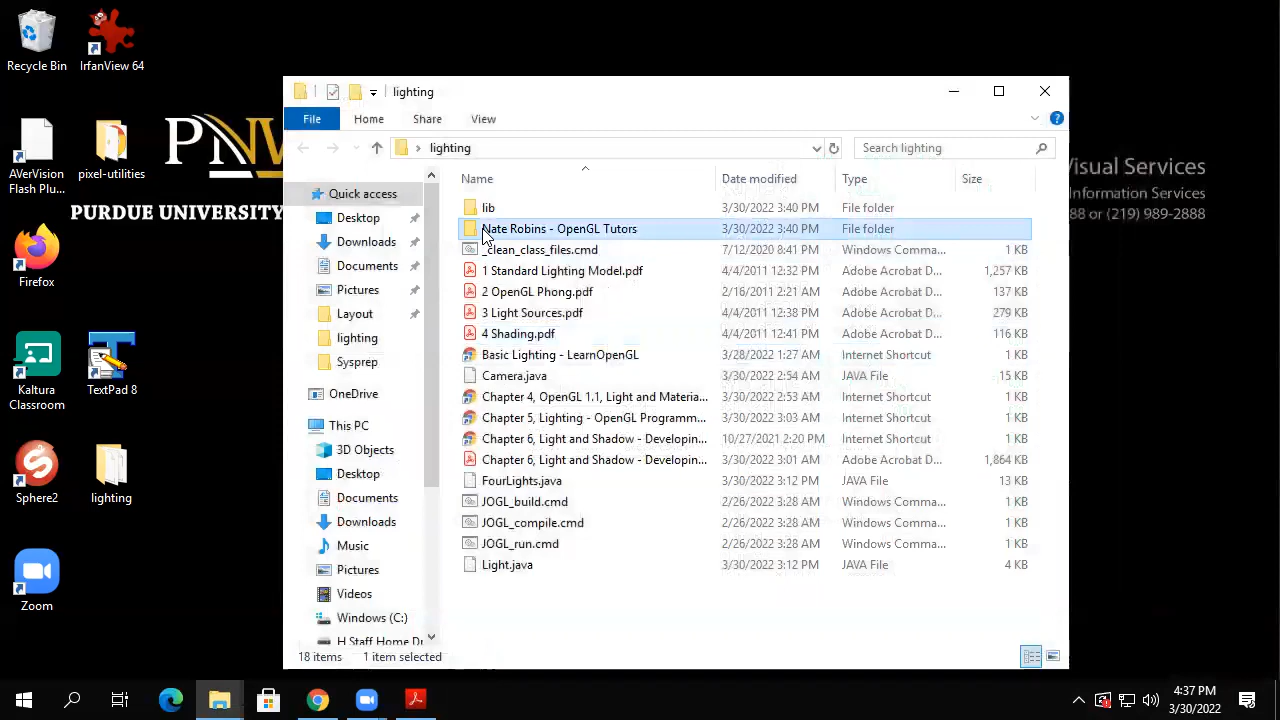 Recycle Bin
IrfanView 64
AVerVision
Flash Plu...
pixel-utilities
PNW
PURDUE UNIVERSITY
Firefox
Kaltura
Classroom
TextPad 8
Sphere2
lighting
Zoom
lighting
File
Home
Share
View
lighting
Search lighting
Quick access
Desktop
Downloads
Documents
Pictures
Layout
lighting
Sysprep
OneDrive
This PC
3D Objects
Desktop
Documents
Downloads
Music
Pictures
Videos
Windows (C:)
H Staff Home Dr
Name Date modified Type Size
lib 3/30/2022 3:40 PM File folder
Nate Robins - OpenGL Tutors 3/30/2022 3:40 PM File folder
_clean_class_files.cmd 7/12/2020 8:41 PM Windows Comma... 1 KB
1 Standard Lighting Model.pdf 4/4/2011 12:32 PM Adobe Acrobat D... 1,257 KB
2 OpenGL Phong.pdf 2/16/2011 2:21 AM Adobe Acrobat D... 137 KB
3 Light Sources.pdf 4/4/2011 12:38 PM Adobe Acrobat D... 279 KB
4 Shading.pdf 4/4/2011 12:41 PM Adobe Acrobat D... 116 KB
Basic Lighting - LearnOpenGL 3/28/2022 1:27 AM Internet Shortcut 1 KB
Camera.java 3/30/2022 2:54 AM JAVA File 15 KB
Chapter 4, OpenGL 1.1, Light and Materia... 3/30/2022 2:53 AM Internet Shortcut 1 KB
Chapter 5, Lighting - OpenGL Programm... 3/30/2022 3:03 AM Internet Shortcut 1 KB
Chapter 6, Light and Shadow - Developin... 10/27/2021 2:20 PM Internet Shortcut 1 KB
Chapter 6, Light and Shadow - Developin... 3/30/2022 3:01 AM Adobe Acrobat D... 1,864 KB
FourLights.java 3/30/2022 3:12 PM JAVA File 13 KB
JOGL_build.cmd 2/26/2022 3:28 AM Windows Comma... 1 KB
JOGL_compile.cmd 2/26/2022 3:28 AM Windows Comma... 1 KB
JOGL_run.cmd 2/26/2022 3:28 AM Windows Comma... 1 KB
Light.java 3/30/2022 3:12 PM JAVA File 4 KB
18 items 1 item selected
Visual Services
Information Services
88 or (219) 989-2888
4:37 PM
3/30/2022